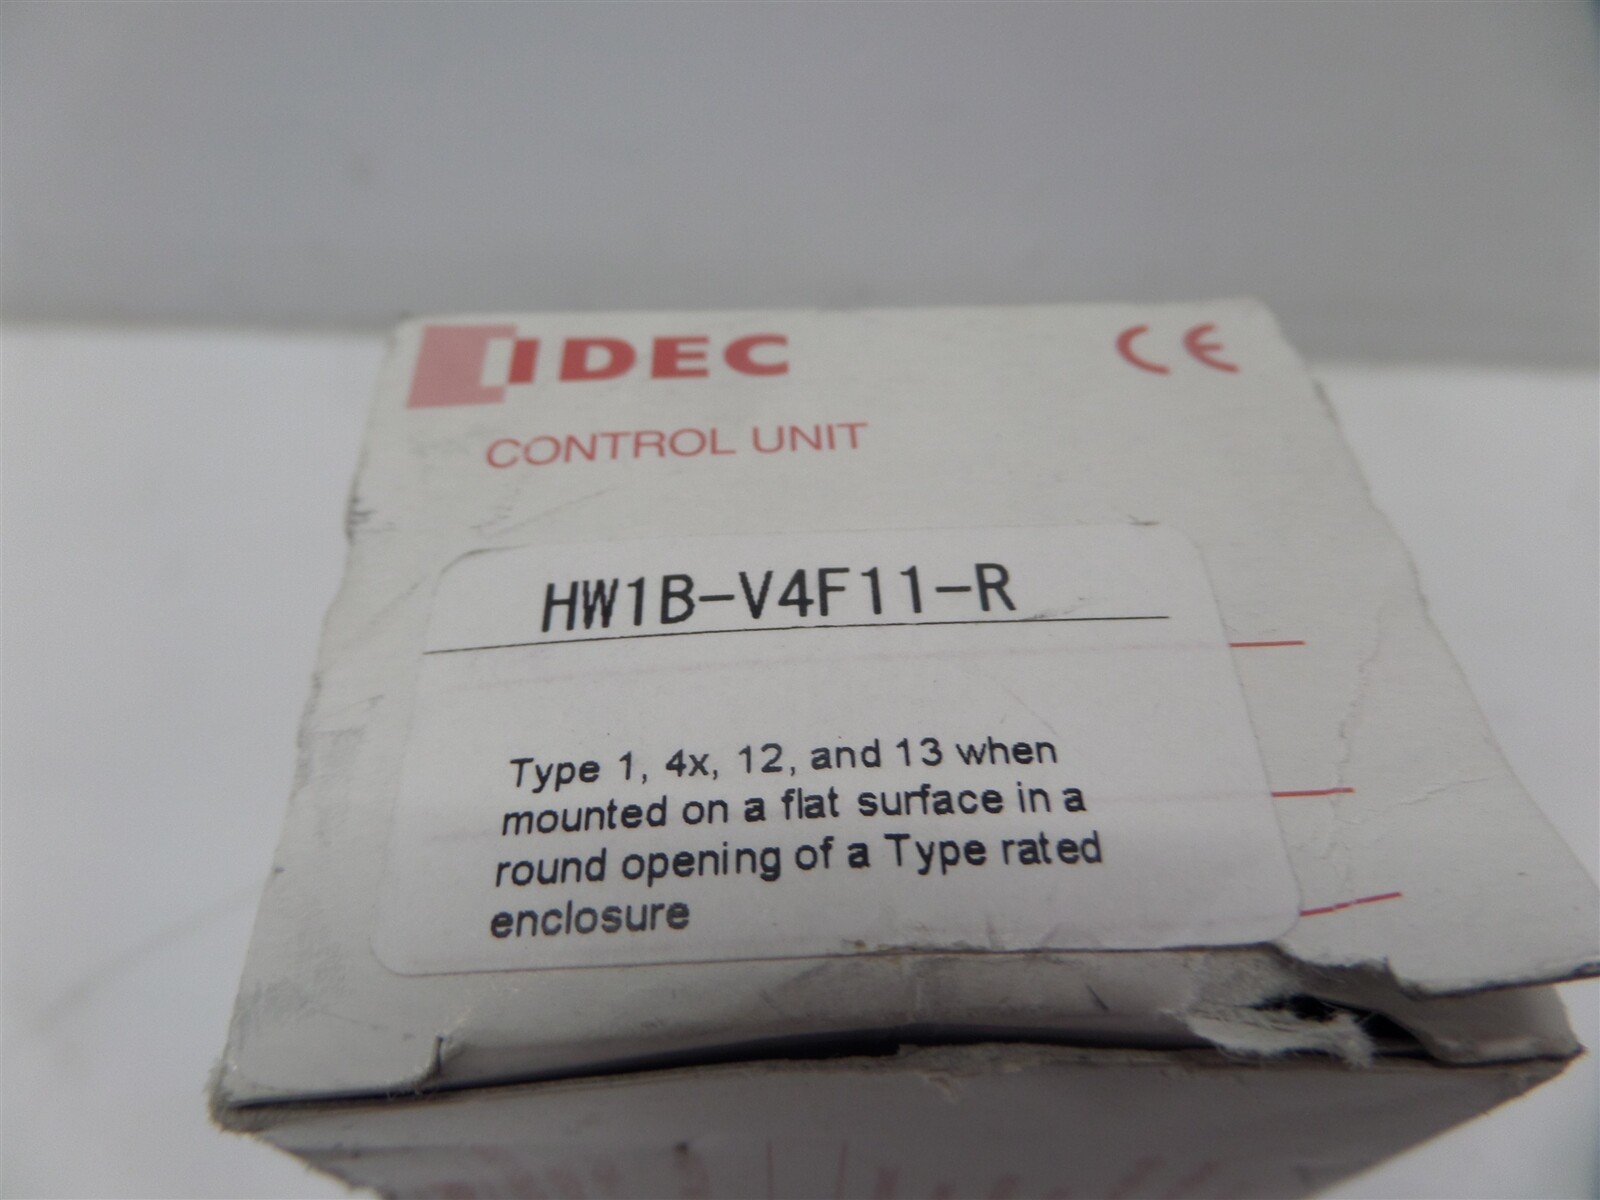 IDEC
CE
CONTROL UNIT
HW1B-V4F11-R
Type 1, 4x, 12, and 13 when
mounted on a flat surface in a
round opening of a Type rated
enclosure